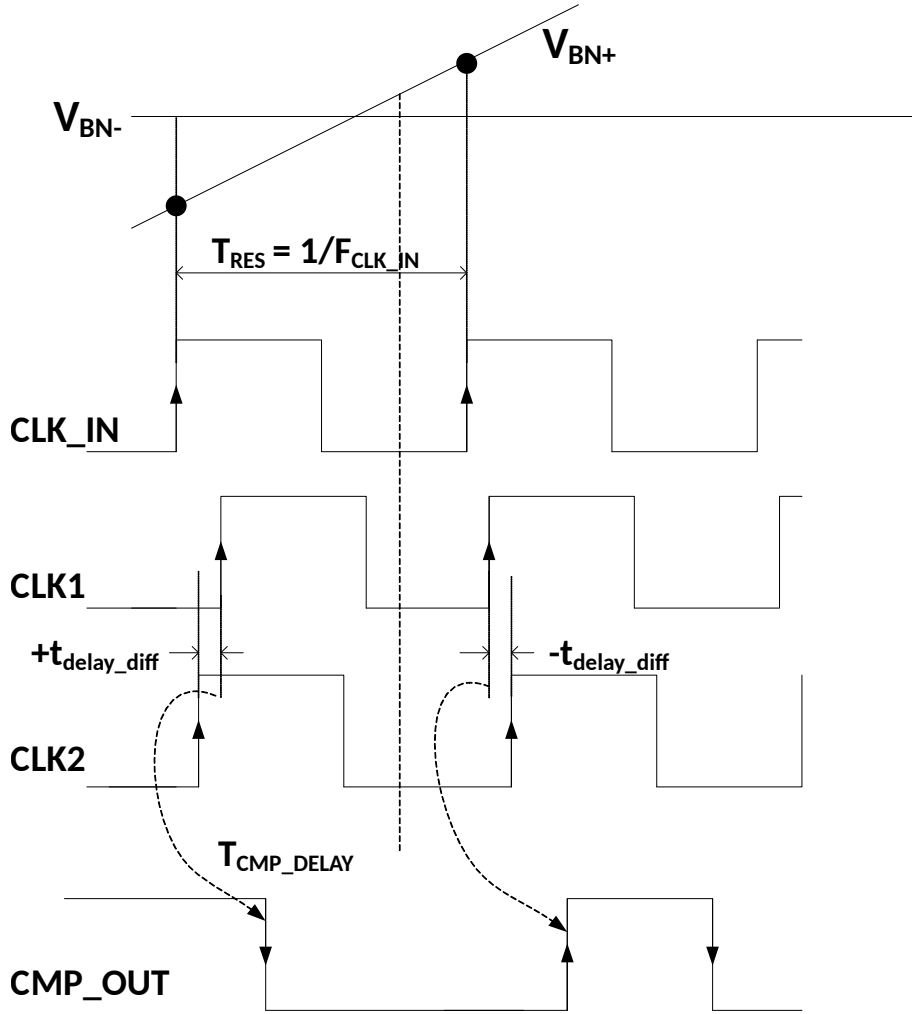 V_BN+
V_BN-
T_RES = 1/F_CLK_IN
CLK_IN
CLK1
+t_delay_diff
-t_delay_diff
CLK2
T_CMP_DELAY
CMP_OUT